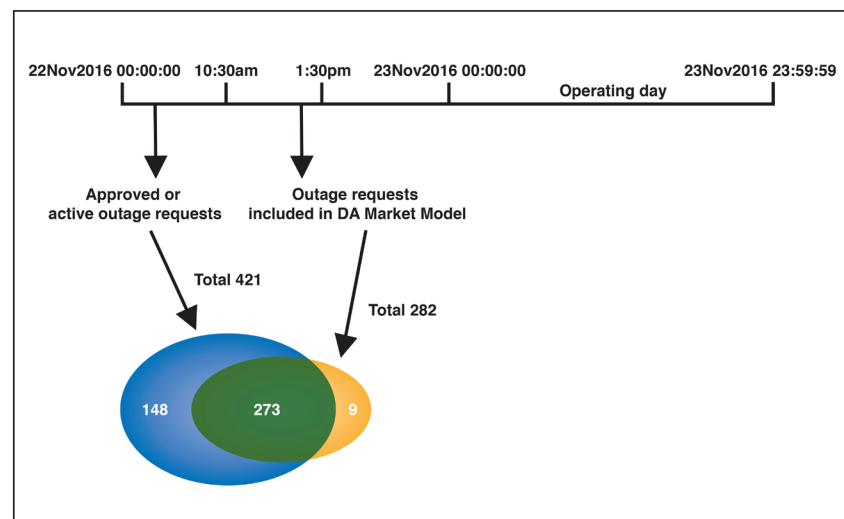 22Nov2016 00:00:00
10:30am
1:30pm
23Nov2016 00:00:00
23Nov2016 23:59:59
Operating day
Approved or
active outage requests
Outage requests
included in DA Market Model
Total 421
Total 282
148
273
9